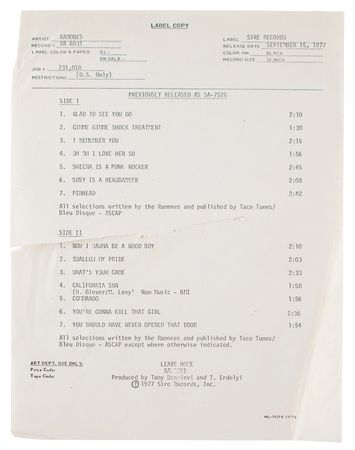 LABEL COPY
ARTIST RAMONES LABEL SIRE RECORDS
RECORD # SR 6031 RELEASE DATE SEPTEMBER 15, 1977
LABEL COLOR & PAPER DJ - LABEL INK BLACK
ON SALE - RECORD SIZE 12 INCH
JOB # 731,018
RESTRICTIONS (U.S. Only)
PREVIOUSLY RELEASED AS SA-7528
SIDE I
1. GLAD TO SEE YOU GO 2:10
2. GIMME GIMME SHOCK TREATMENT 1:38
3. I REMEMBER YOU 2:15
4. OH OH I LOVE HER SO 1:56
5. SHEENA IS A PUNK ROCKER 2:45
6. SUSY IS A HEADBANGER 2:08
7. PINHEAD 2:42
All selections written by the Ramones and published by Taco Tunes/
Bleu Disque - ASCAP
SIDE II
1. NOW I WANNA BE A GOOD BOY 2:10
2. SWALLOW MY PRIDE 2:03
3. WHAT'S YOUR GAME 2:33
4. CALIFORNIA SUN 1:58
(H. Glover/M. Levy) Nom Music - BMI
5. COMMANDO 1:56
6. YOU'RE GONNA KILL THAT GIRL 2:36
7. YOU SHOULD HAVE NEVER OPENED THAT DOOR 1:54
All selections written by the Ramones and published by Taco Tunes/
Bleu Disque - ASCAP except where otherwise indicated.
ART DEPT. USE ONLY: LEAVE HOME
Price Code: RAMONES
Tape Code: Produced by Tony Bongiovi and T. Erdelyi
Ⓟ 1977 Sire Records, Inc.